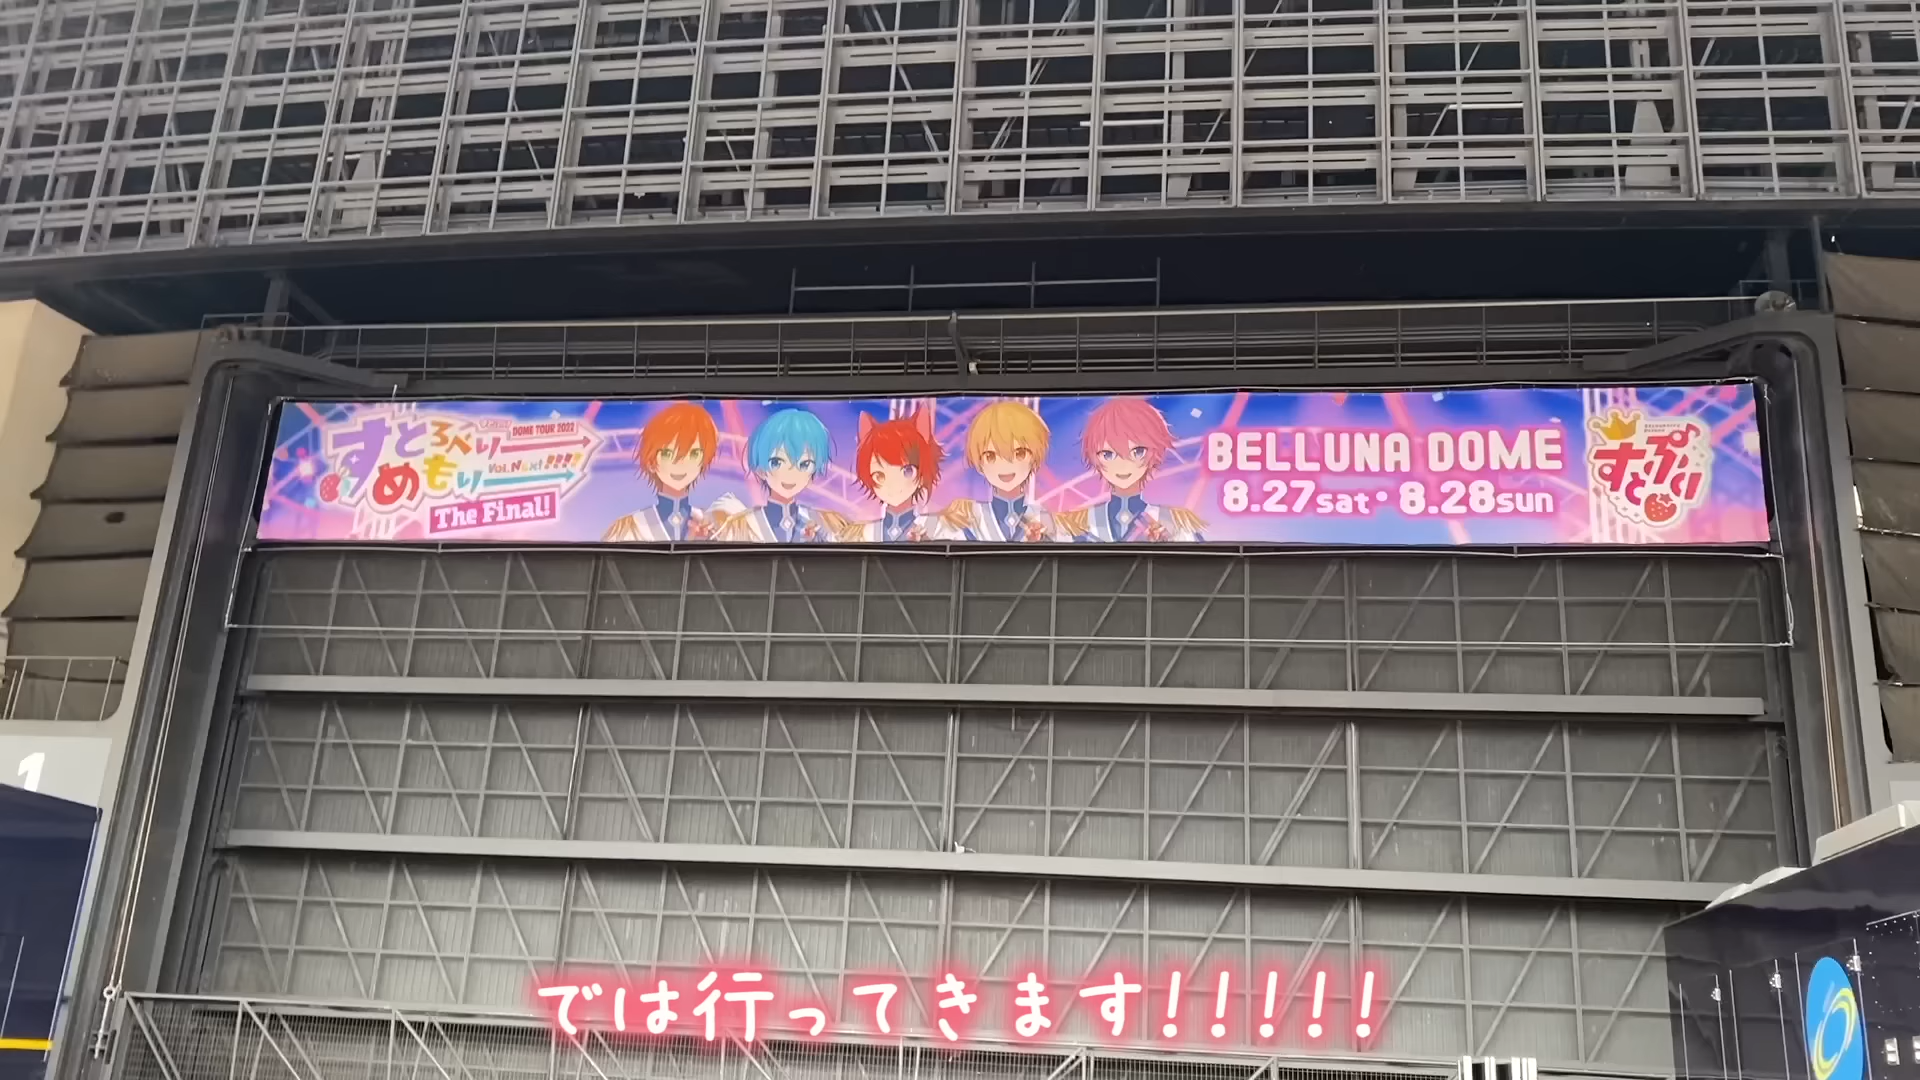 すとろべりー
DOME TOUR 2022
めもりー
Vol.Next!!!!
The Final!
BELLUNA DOME
8.27sat・8.28sun
すとぷり
1
では行ってきます!!!!!